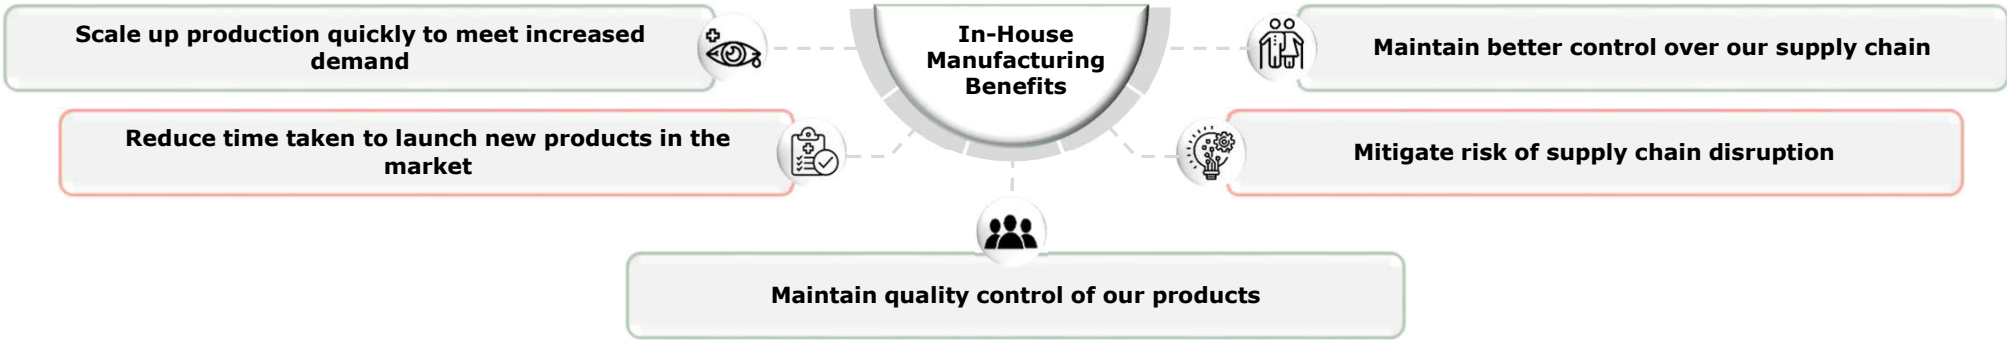 In-House
Manufacturing
Benefits
Scale up production quickly to meet increased
demand
Reduce time taken to launch new products in the
market
Maintain quality control of our products
Maintain better control over our supply chain
Mitigate risk of supply chain disruption